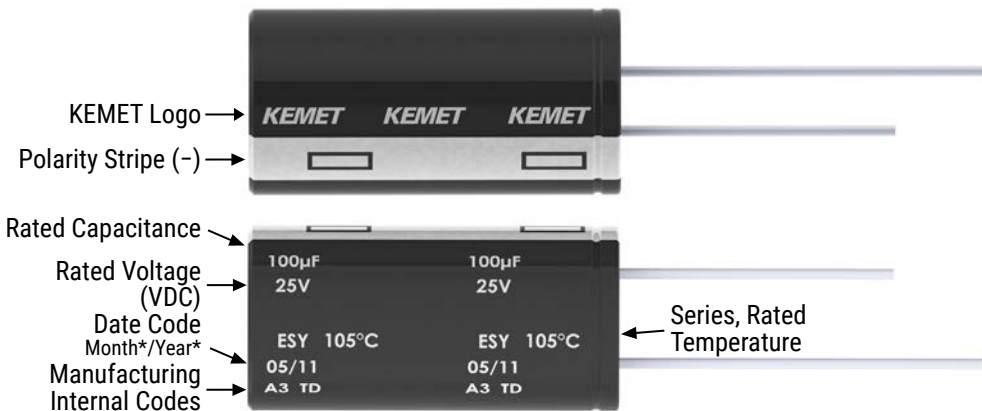 KEMET Logo
KEMET KEMET KEMET
Polarity Stripe (−)
Rated Capacitance
100µF 100µF
Rated Voltage
(VDC)
25V 25V
Date Code
Month*/Year*
ESY 105°C ESY 105°C
05/11 05/11
Manufacturing
Internal Codes
A3 TD A3 TD
Series, Rated
Temperature